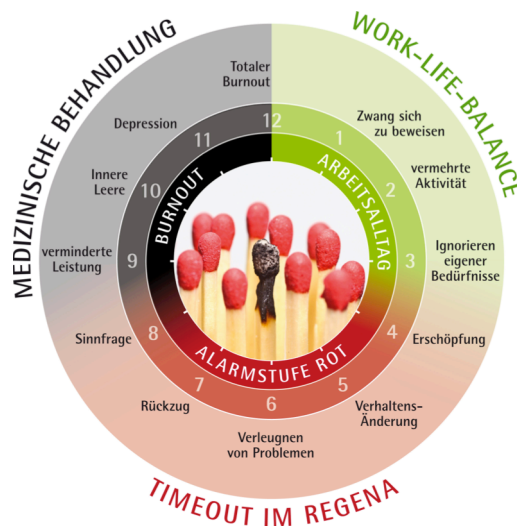 MEDIZINISCHE BEHANDLUNG
WORK-LIFE-BALANCE
TIMEOUT IM REGENA
BURNOUT
ARBEITSALLTAG
ALARMSTUFE ROT
1
Zwang sich
zu beweisen
2
vermehrte
Aktivität
3
Ignorieren
eigener
Bedürfnisse
4
Erschöpfung
5
Verhaltens-
Änderung
6
Verleugnen
von Problemen
7
Rückzug
8
Sinnfrage
9
verminderte
Leistung
10
Innere
Leere
11
Depression
12
Totaler
Burnout